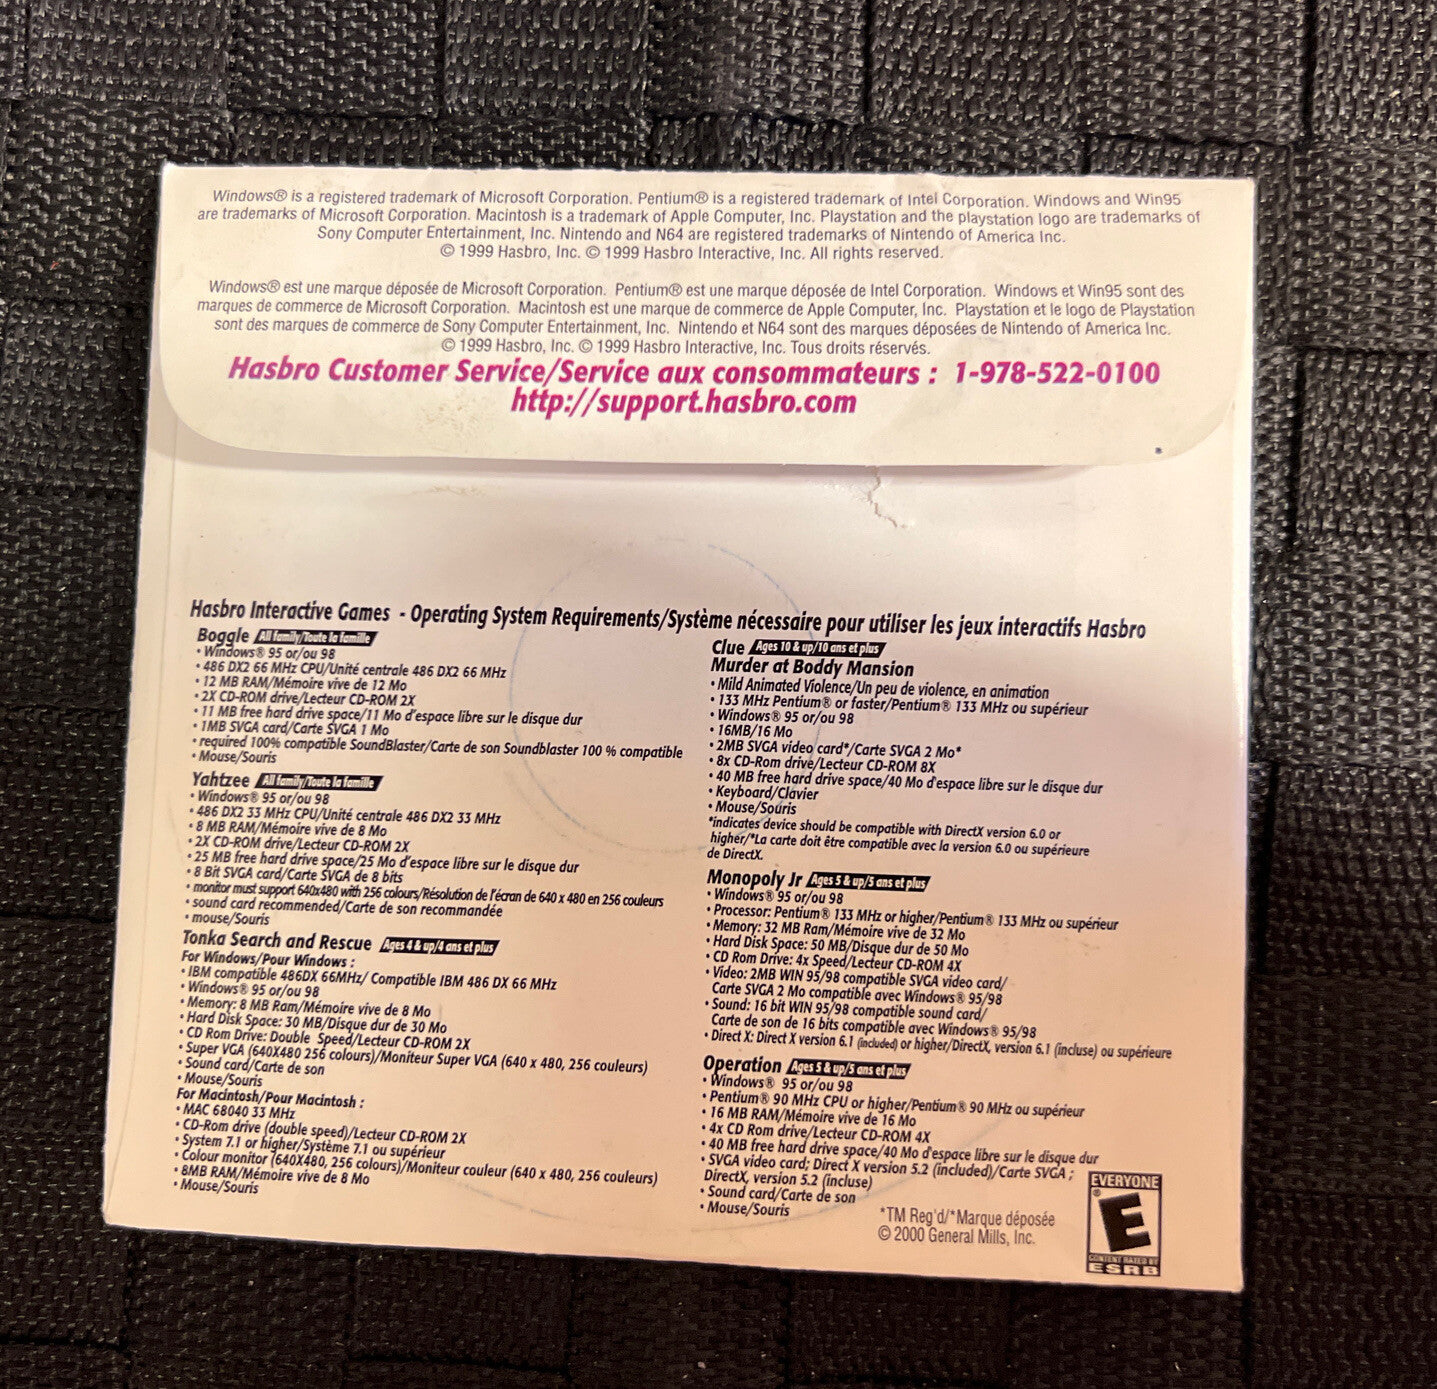 Windows® is a registered trademark of Microsoft Corporation. Pentium® is a registered trademark of Intel Corporation. Windows and Win95
are trademarks of Microsoft Corporation. Macintosh is a trademark of Apple Computer, Inc. Playstation and the playstation logo are trademarks of
Sony Computer Entertainment, Inc. Nintendo and N64 are registered trademarks of Nintendo of America Inc.
© 1999 Hasbro, Inc. © 1999 Hasbro Interactive, Inc. All rights reserved.
Windows® est une marque déposée de Microsoft Corporation. Pentium® est une marque déposée de Intel Corporation. Windows et Win95 sont des
marques de commerce de Microsoft Corporation. Macintosh est une marque de commerce de Apple Computer, Inc. Playstation et le logo de Playstation
sont des marques de commerce de Sony Computer Entertainment, Inc. Nintendo et N64 sont des marques déposées de Nintendo of America Inc.
© 1999 Hasbro, Inc. © 1999 Hasbro Interactive, Inc. Tous droits réservés.
Hasbro Customer Service/Service aux consommateurs : 1-978-522-0100
http://support.hasbro.com
Hasbro Interactive Games - Operating System Requirements/Système nécessaire pour utiliser les jeux interactifs Hasbro
Boggle All family/Toute la famille
• Windows® 95 or/ou 98
• 486 DX2 66 MHz CPU/Unité centrale 486 DX2 66 MHz
• 12 MB RAM/Mémoire vive de 12 Mo
• 2X CD-ROM drive/Lecteur CD-ROM 2X
• 11 MB free hard drive space/11 Mo d'espace libre sur le disque dur
• 1MB SVGA card/Carte SVGA 1 Mo
• required 100% compatible SoundBlaster/Carte de son Soundblaster 100 % compatible
• Mouse/Souris
Yahtzee All family/Toute la famille
• Windows® 95 or/ou 98
• 486 DX2 33 MHz CPU/Unité centrale 486 DX2 33 MHz
• 8 MB RAM/Mémoire vive de 8 Mo
• 2X CD-ROM drive/Lecteur CD-ROM 2X
• 25 MB free hard drive space/25 Mo d'espace libre sur le disque dur
• 8 Bit SVGA card/Carte SVGA de 8 bits
• monitor must support 640x480 with 256 colours/Résolution de l'écran de 640 x 480 en 256 couleurs
• sound card recommended/Carte de son recommandée
• mouse/Souris
Tonka Search and Rescue Ages 4 & up/4 ans et plus
For Windows/Pour Windows :
• IBM compatible 486DX 66MHz/ Compatible IBM 486 DX 66 MHz
• Windows® 95 or/ou 98
• Memory: 8 MB Ram/Mémoire vive de 8 Mo
• Hard Disk Space: 30 MB/Disque dur de 30 Mo
• CD Rom Drive: Double Speed/Lecteur CD-ROM 2X
• Super VGA (640X480 256 colours)/Moniteur Super VGA (640 x 480, 256 couleurs)
• Sound card/Carte de son
• Mouse/Souris
For Macintosh/Pour Macintosh :
• MAC 68040 33 MHz
• CD-Rom drive (double speed)/Lecteur CD-ROM 2X
• System 7.1 or higher/Système 7.1 ou supérieur
• Colour monitor (640X480, 256 colours)/Moniteur couleur (640 x 480, 256 couleurs)
• 8MB RAM/Mémoire vive de 8 Mo
• Mouse/Souris
Clue Ages 10 & up/10 ans et plus
Murder at Boddy Mansion
• Mild Animated Violence/Un peu de violence, en animation
• 133 MHz Pentium® or faster/Pentium® 133 MHz ou supérieur
• Windows® 95 or/ou 98
• 16MB/16 Mo
• 2MB SVGA video card*/Carte SVGA 2 Mo*
• 8x CD-Rom drive/Lecteur CD-ROM 8X
• 40 MB free hard drive space/40 Mo d'espace libre sur le disque dur
• Keyboard/Clavier
• Mouse/Souris
*indicates device should be compatible with DirectX version 6.0 or
higher/*La carte doit être compatible avec la version 6.0 ou supérieure
de DirectX.
Monopoly Jr Ages 5 & up/5 ans et plus
• Windows® 95 or/ou 98
• Processor: Pentium® 133 MHz or higher/Pentium® 133 MHz ou supérieur
• Memory: 32 MB Ram/Mémoire vive de 32 Mo
• Hard Disk Space: 50 MB/Disque dur de 50 Mo
• CD Rom Drive: 4x Speed/Lecteur CD-ROM 4X
• Video: 2MB WIN 95/98 compatible SVGA video card/
Carte SVGA 2 Mo compatible avec Windows® 95/98
• Sound: 16 bit WIN 95/98 compatible sound card/
Carte de son de 16 bits compatible avec Windows® 95/98
• Direct X: Direct X version 6.1 (included) or higher/DirectX, version 6.1 (incluse) ou supérieure
Operation Ages 5 & up/5 ans et plus
• Windows® 95 or/ou 98
• Pentium® 90 MHz CPU or higher/Pentium® 90 MHz ou supérieur
• 16 MB RAM/Mémoire vive de 16 Mo
• 4x CD Rom drive/Lecteur CD-ROM 4X
• 40 MB free hard drive space/40 Mo d'espace libre sur le disque dur
• SVGA video card; Direct X version 5.2 (included)/Carte SVGA ;
DirectX, version 5.2 (incluse)
• Sound card/Carte de son
• Mouse/Souris
*TM Reg'd/*Marque déposée
© 2000 General Mills, Inc.
EVERYONE
E
®
CONTENT RATED BY
ESRB